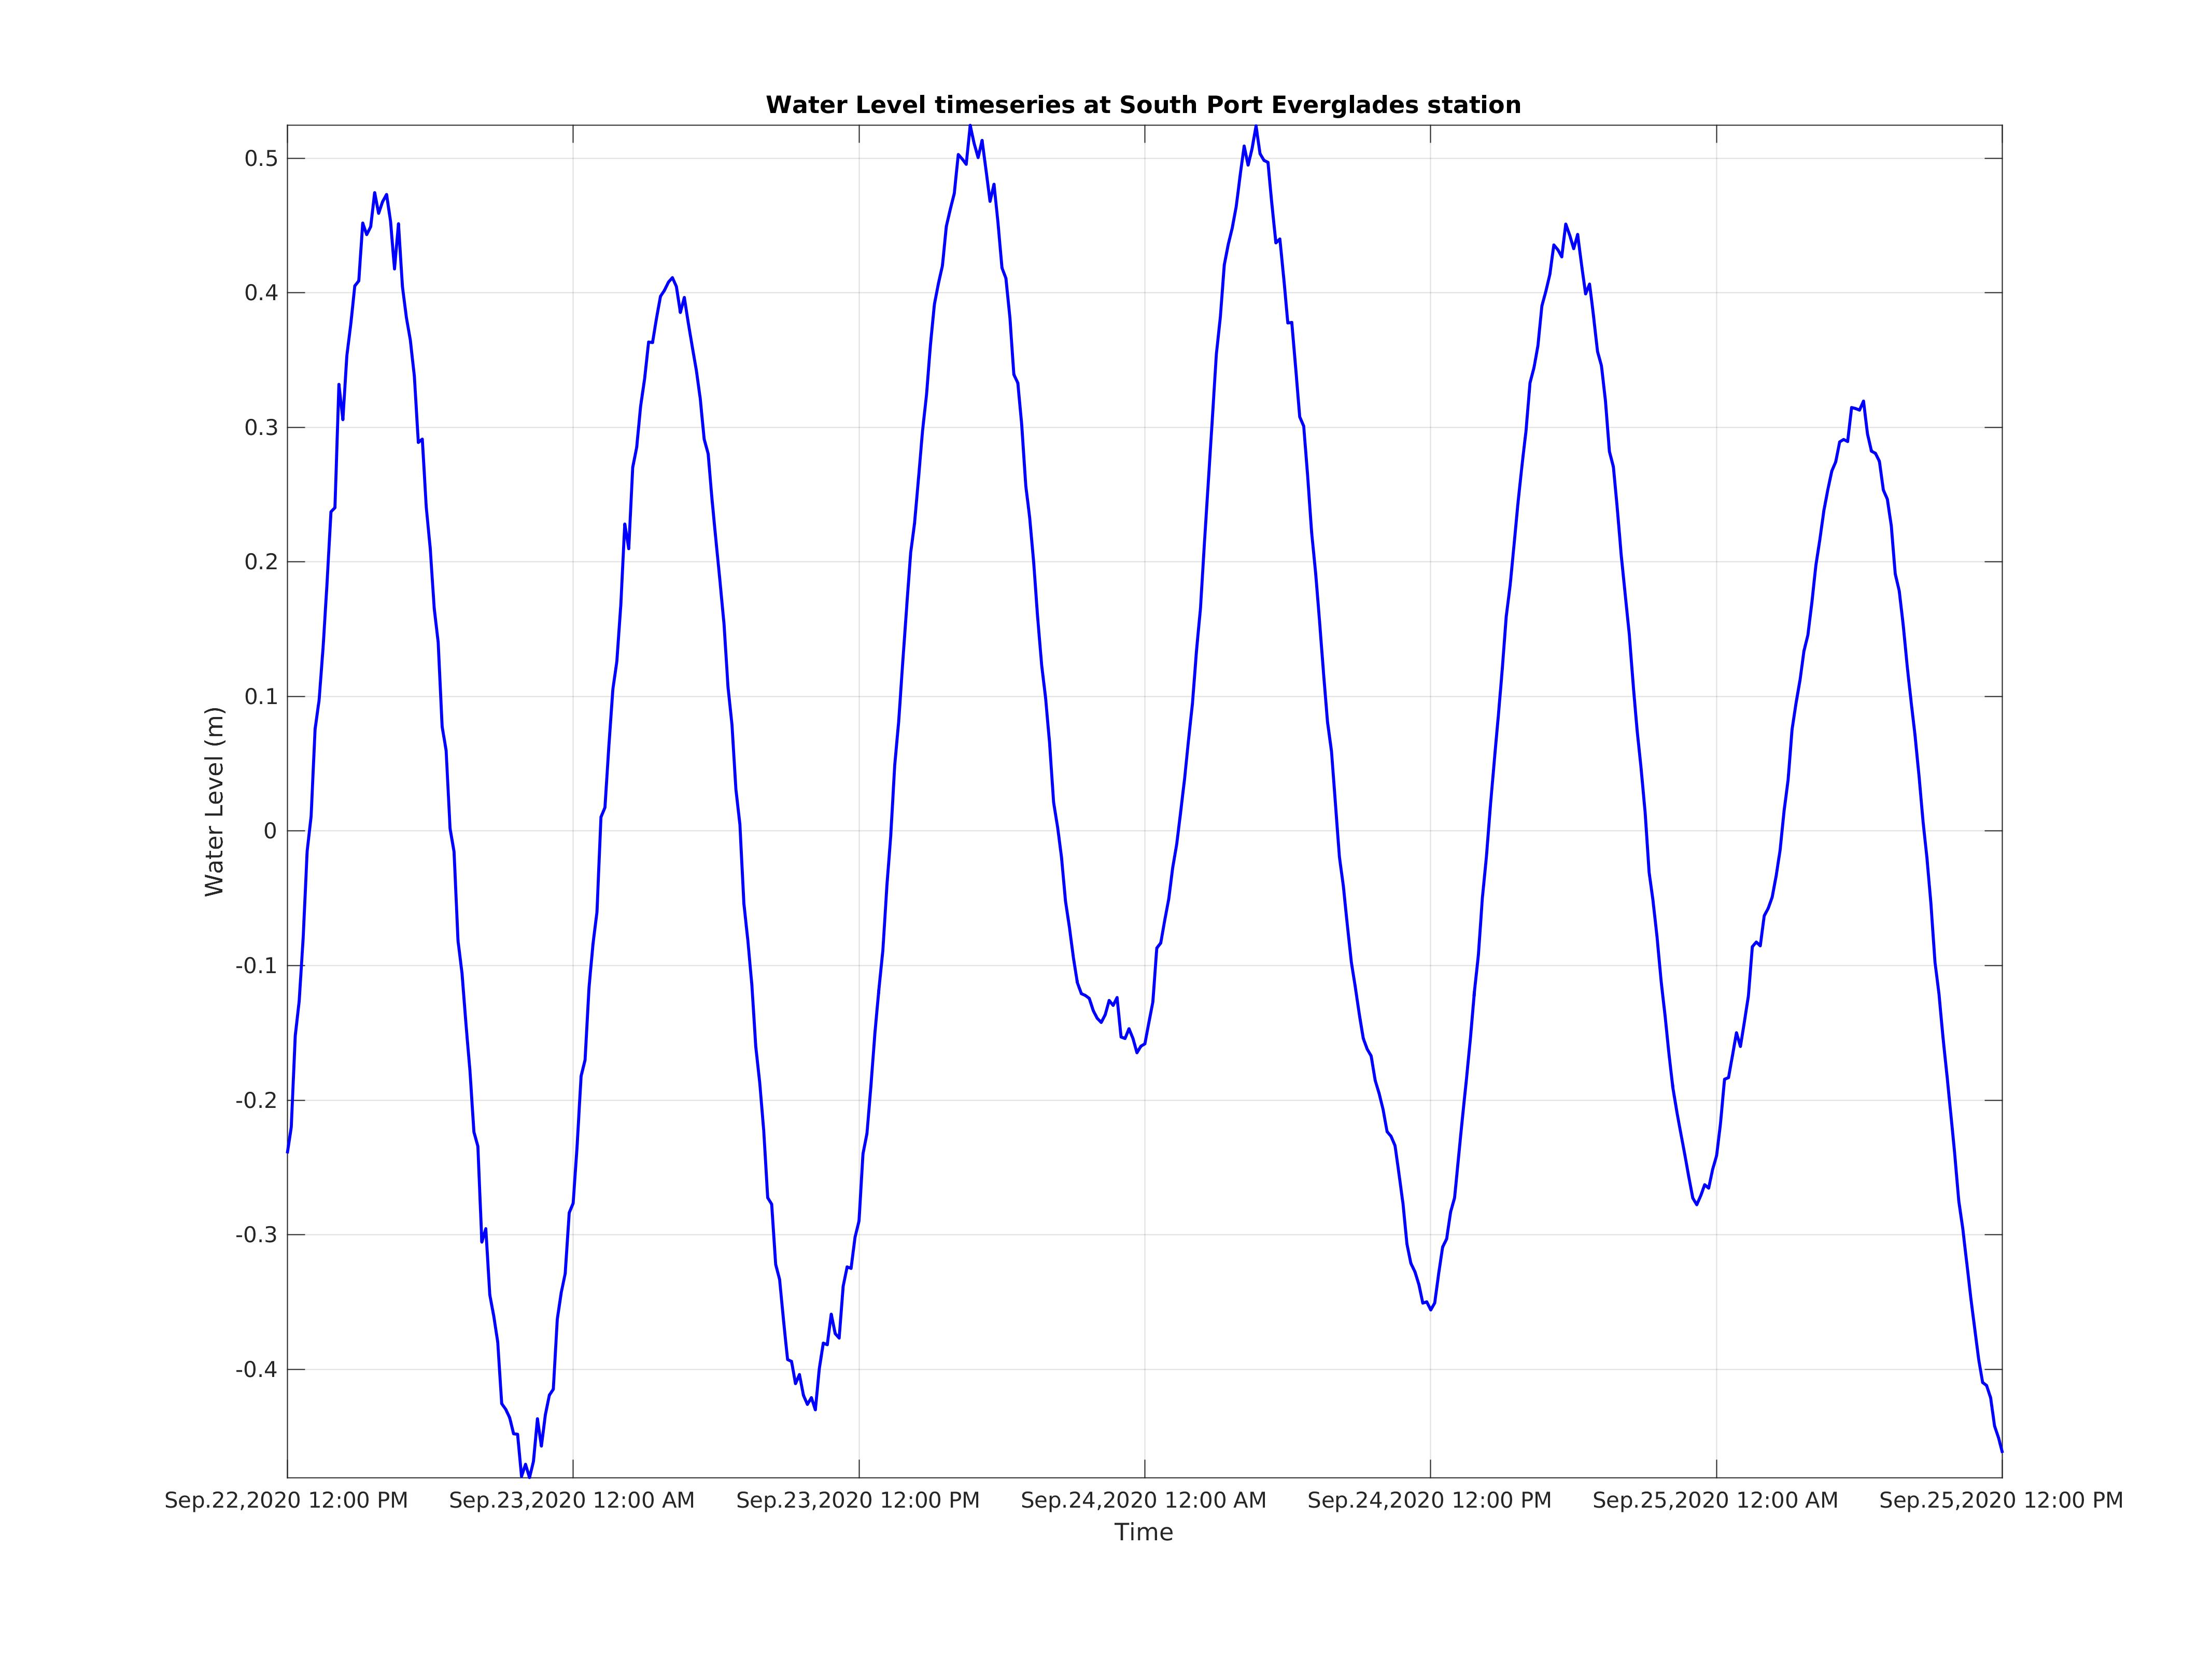 Water Level timeseries at South Port Everglades station
0.5
0.4
0.3
0.2
0.1
0
-0.1
-0.2
-0.3
-0.4
Water Level (m)
Sep.22,2020 12:00 PM
Sep.23,2020 12:00 AM
Sep.23,2020 12:00 PM
Sep.24,2020 12:00 AM
Sep.24,2020 12:00 PM
Sep.25,2020 12:00 AM
Sep.25,2020 12:00 PM
Time